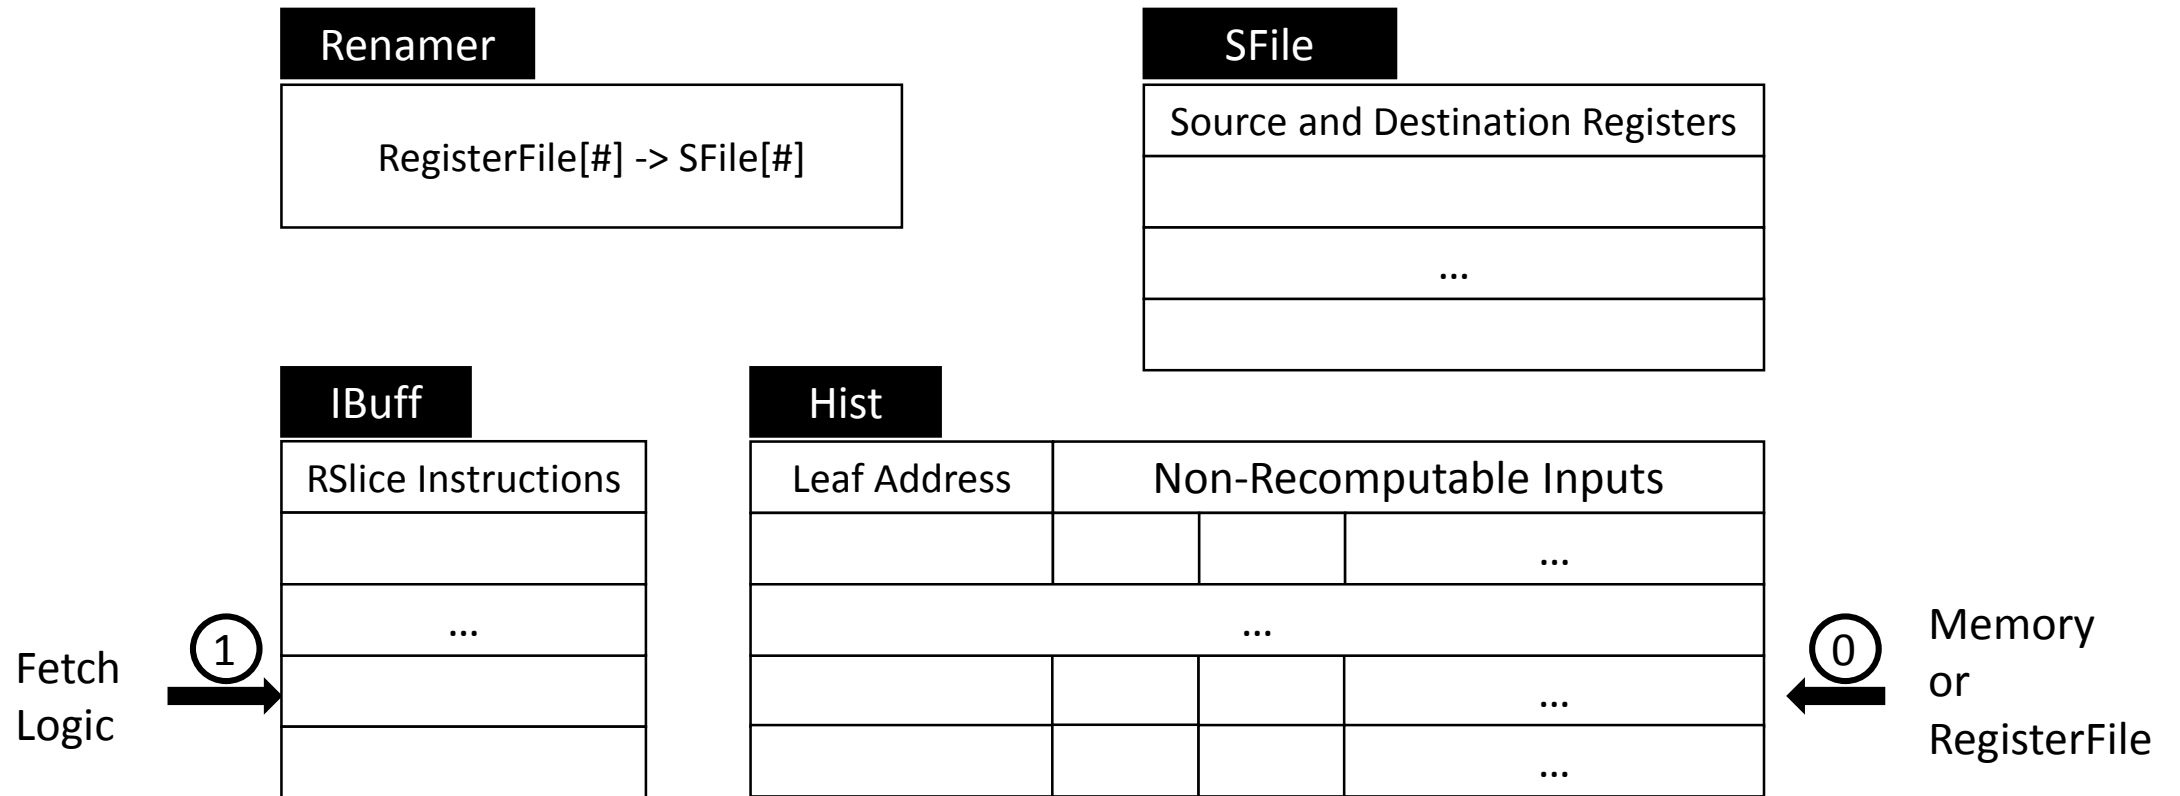 Renamer
SFile
RegisterFile[#] -> SFile[#]
Source and Destination Registers
...
IBuff
Hist
RSlice Instructions
Leaf Address
Non-Recomputable Inputs
...
Fetch
Logic
1
...
...
0
Memory
or
RegisterFile
...
...